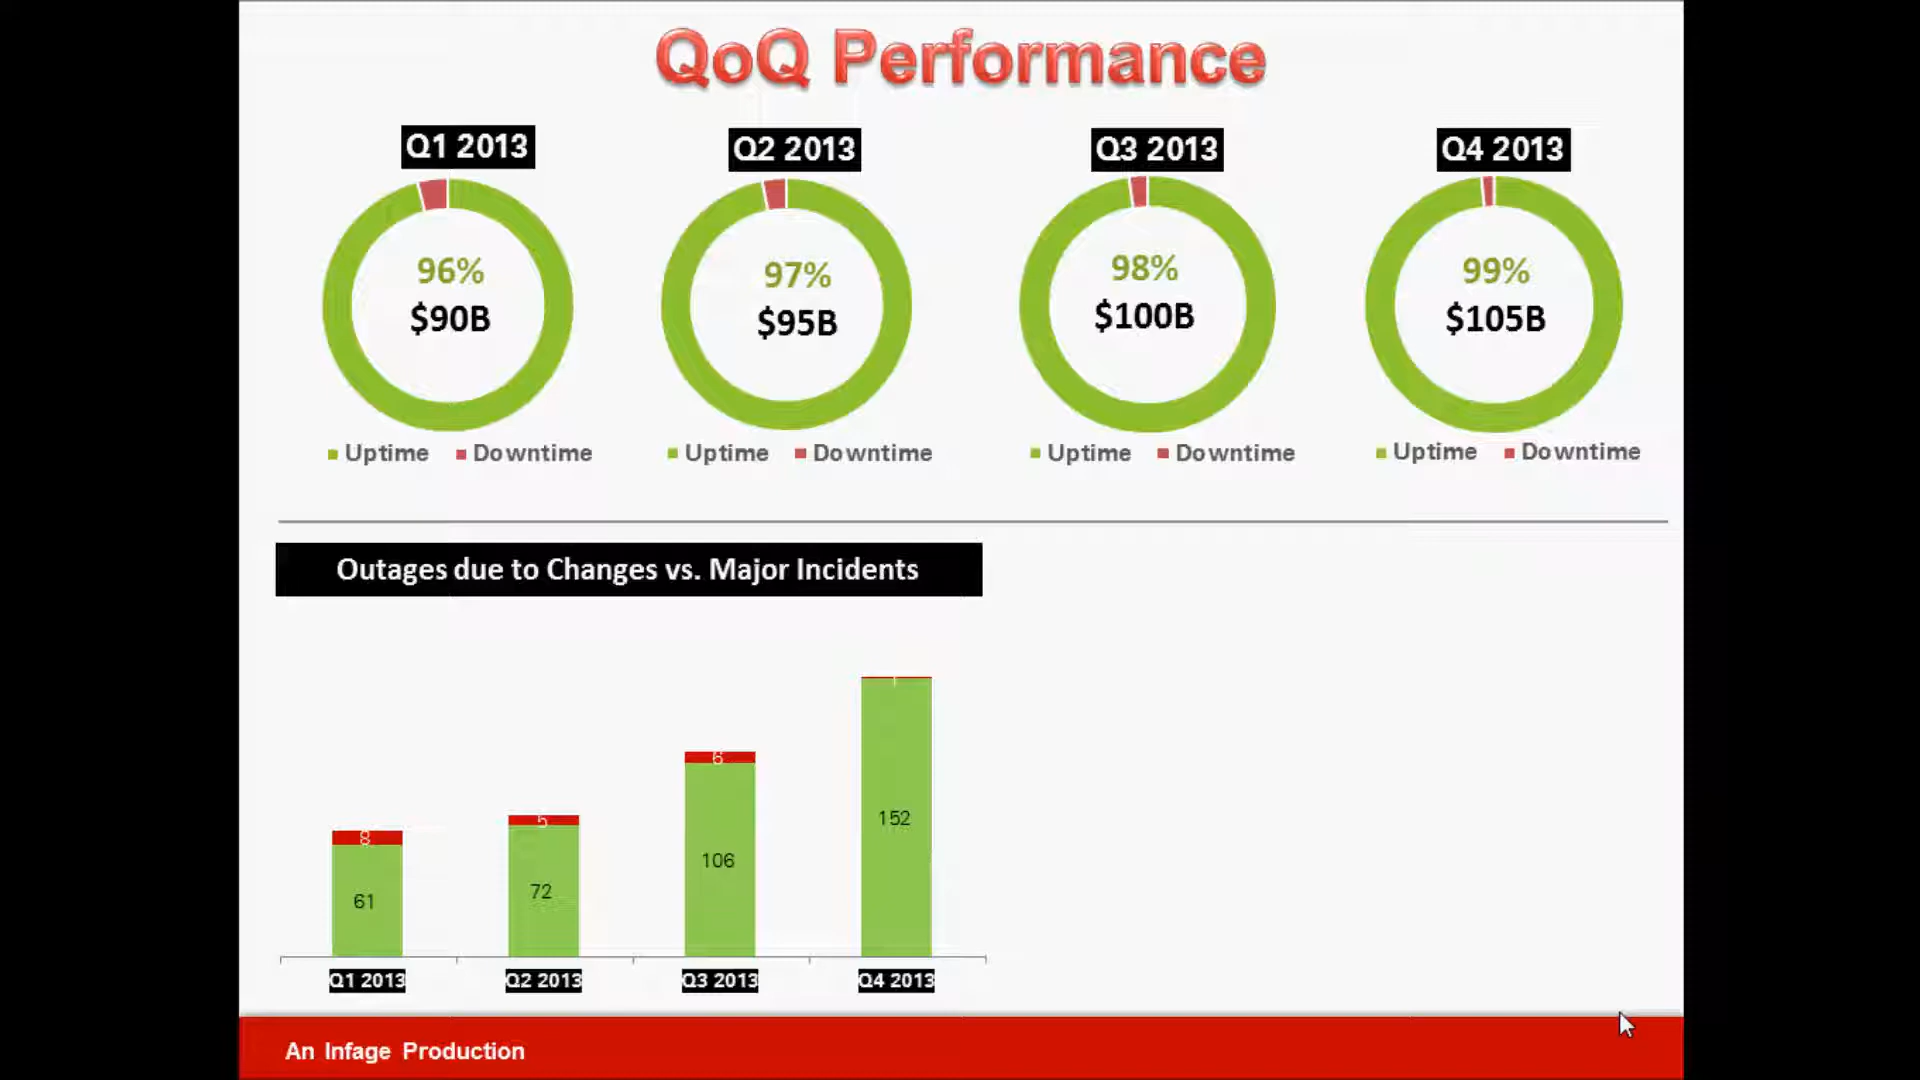 QoQ Performance
Q1 2013
Q2 2013
Q3 2013
Q4 2013
96%
$90B
97%
$95B
98%
$100B
99%
$105B
Uptime Downtime
Uptime Downtime
Uptime Downtime
Uptime Downtime
Outages due to Changes vs. Major Incidents
8
61
5
72
6
106
1
152
Q1 2013
Q2 2013
Q3 2013
Q4 2013
An Infage Production